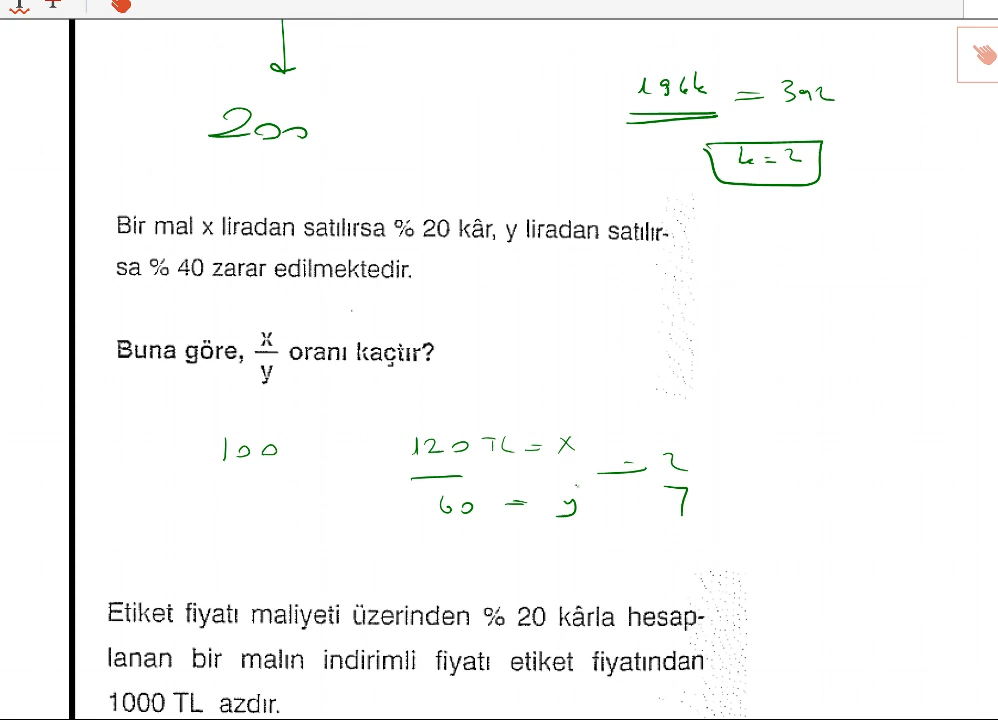 200
196k = 392
k = 2
Bir mal x liradan satılırsa % 20 kâr, y liradan satılır-
sa % 40 zarar edilmektedir.
Buna göre, x/y oranı kaçtır?
100
120 TL = x
60 = y
= 2
7
Etiket fiyatı maliyeti üzerinden % 20 kârla hesap-
lanan bir malın indirimli fiyatı etiket fiyatından
1000 TL azdır.